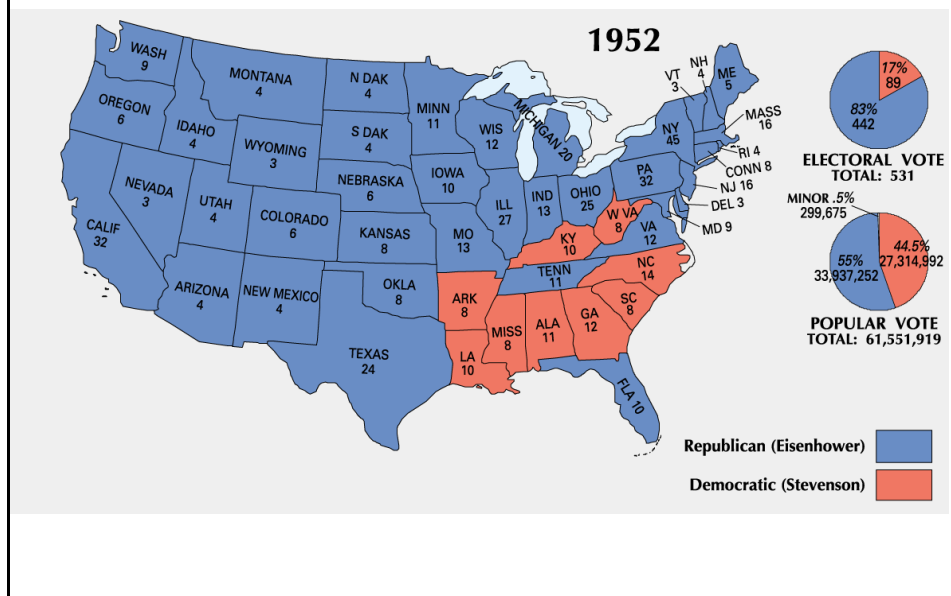 1952
WASH
9
OREGON
6
CALIF
32
NEVADA
3
IDAHO
4
MONTANA
4
WYOMING
3
UTAH
4
COLORADO
6
ARIZONA
4
NEW MEXICO
4
N DAK
4
S DAK
4
NEBRASKA
6
KANSAS
8
OKLA
8
TEXAS
24
MINN
11
IOWA
10
MO
13
ARK
8
LA
10
WIS
12
ILL
27
MICHIGAN 20
IND
13
OHIO
25
KY
10
TENN
11
MISS
8
ALA
11
GA
12
FLA 10
SC
8
NC
14
VA
12
W VA
8
PA
32
NY
45
VT
3
NH
4
ME
5
MASS
16
RI 4
CONN 8
NJ 16
DEL 3
MD 9
17%
89
83%
442
ELECTORAL VOTE
TOTAL: 531
MINOR .5%
299,675
44.5%
27,314,992
55%
33,937,252
POPULAR VOTE
TOTAL: 61,551,919
Republican (Eisenhower)
Democratic (Stevenson)